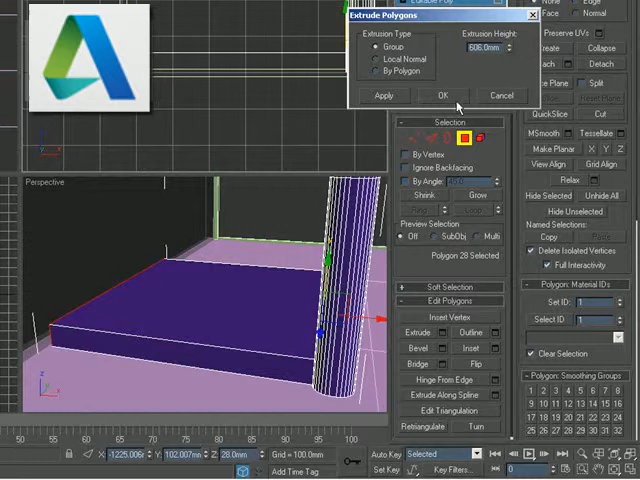 Editable Poly
Extrude Polygons
Extrusion Type
Group
Local Normal
By Polygon
Extrusion Height:
606.0mm
Apply
OK
Cancel
None
Edge
Face
Normal
Preserve UVs
Create
Collapse
Detach
Split
QuickSlice
Cut
MSmooth
Tessellate
Make Planar
X
Y
Z
View Align
Grid Align
Relax
Hide Selected
Unhide All
Hide Unselected
Named Selections:
Copy
Delete Isolated Vertices
Full Interactivity
Polygon: Material IDs
Set ID:
1
Select ID
1
Clear Selection
Polygon: Smoothing Groups
1 2 3 4 5 6 7 8
9 10 11 12 13 14 15 16
17 18 19 20 21 22 23 24
25 26 27 28 29 30 31 32
Selection
By Vertex
Ignore Backfacing
By Angle:
45.0
Shrink
Grow
Ring
Loop
Preview Selection
Off
SubObj
Multi
Polygon 28 Selected
Soft Selection
Edit Polygons
Insert Vertex
Extrude
Outline
Bevel
Inset
Bridge
Flip
Hinge From Edge
Extrude Along Spline
Edit Triangulation
Retriangulate
Turn
Perspective
z
x
z
x
50 55 60 65 70 75 80 85 90 95 100
X:
-1225.006m
Y:
102.007mm
Z:
28.0mm
Grid = 100.0mm
Add Time Tag
Auto Key
Selected
Set Key
Key Filters...
0